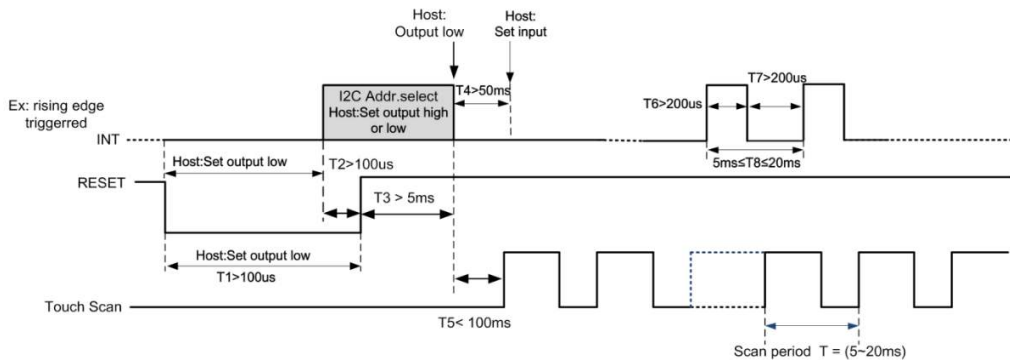 Host:
Output low
Host:
Set input
Ex: rising edge
trigerred
INT
I2C Addr.select
Host:Set output high
or low
T4>50ms
T7>200us
T6>200us
5ms≤T8≤20ms
Host:Set output low
T2>100us
RESET
T3 > 5ms
Host:Set output low
T1>100us
Touch Scan
T5< 100ms
Scan period T = (5~20ms)